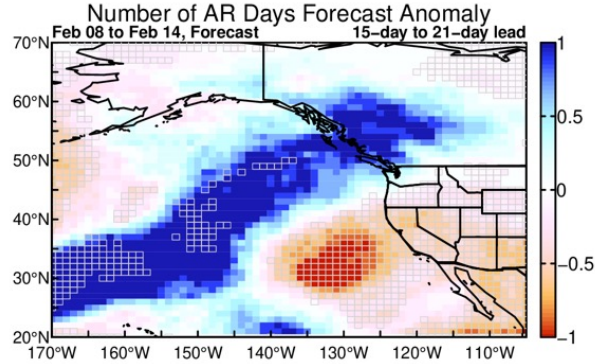 Number of AR Days Forecast Anomaly
Feb 08 to Feb 14, Forecast 15-day to 21-day lead
70°N
60°N
50°N
40°N
30°N
20°N
170°W 160°W 150°W 140°W 130°W 120°W 110°W
1
0.5
0
−0.5
−1